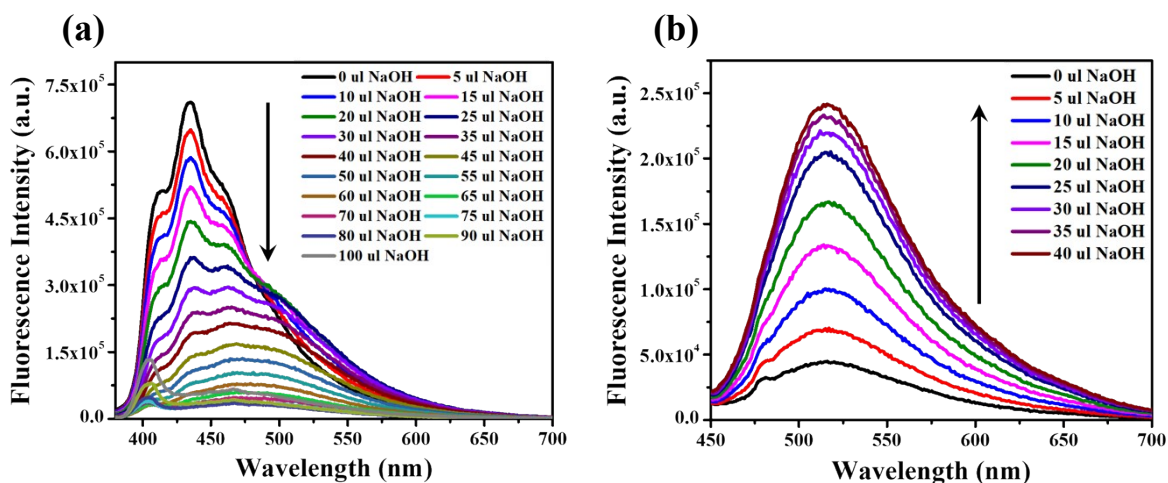 (a)
Fluorescence Intensity (a.u.)
7.5x10⁵
6.0x10⁵
4.5x10⁵
3.0x10⁵
1.5x10⁵
0.0
0 ul NaOH 5 ul NaOH
10 ul NaOH 15 ul NaOH
20 ul NaOH 25 ul NaOH
30 ul NaOH 35 ul NaOH
40 ul NaOH 45 ul NaOH
50 ul NaOH 55 ul NaOH
60 ul NaOH 65 ul NaOH
70 ul NaOH 75 ul NaOH
80 ul NaOH 90 ul NaOH
100 ul NaOH
400 450 500 550 600 650 700
Wavelength (nm)
(b)
Fluorescence Intensity (a.u.)
2.5x10⁵
2.0x10⁵
1.5x10⁵
1.0x10⁵
5.0x10⁴
0.0
0 ul NaOH
5 ul NaOH
10 ul NaOH
15 ul NaOH
20 ul NaOH
25 ul NaOH
30 ul NaOH
35 ul NaOH
40 ul NaOH
450 500 550 600 650 700
Wavelength (nm)